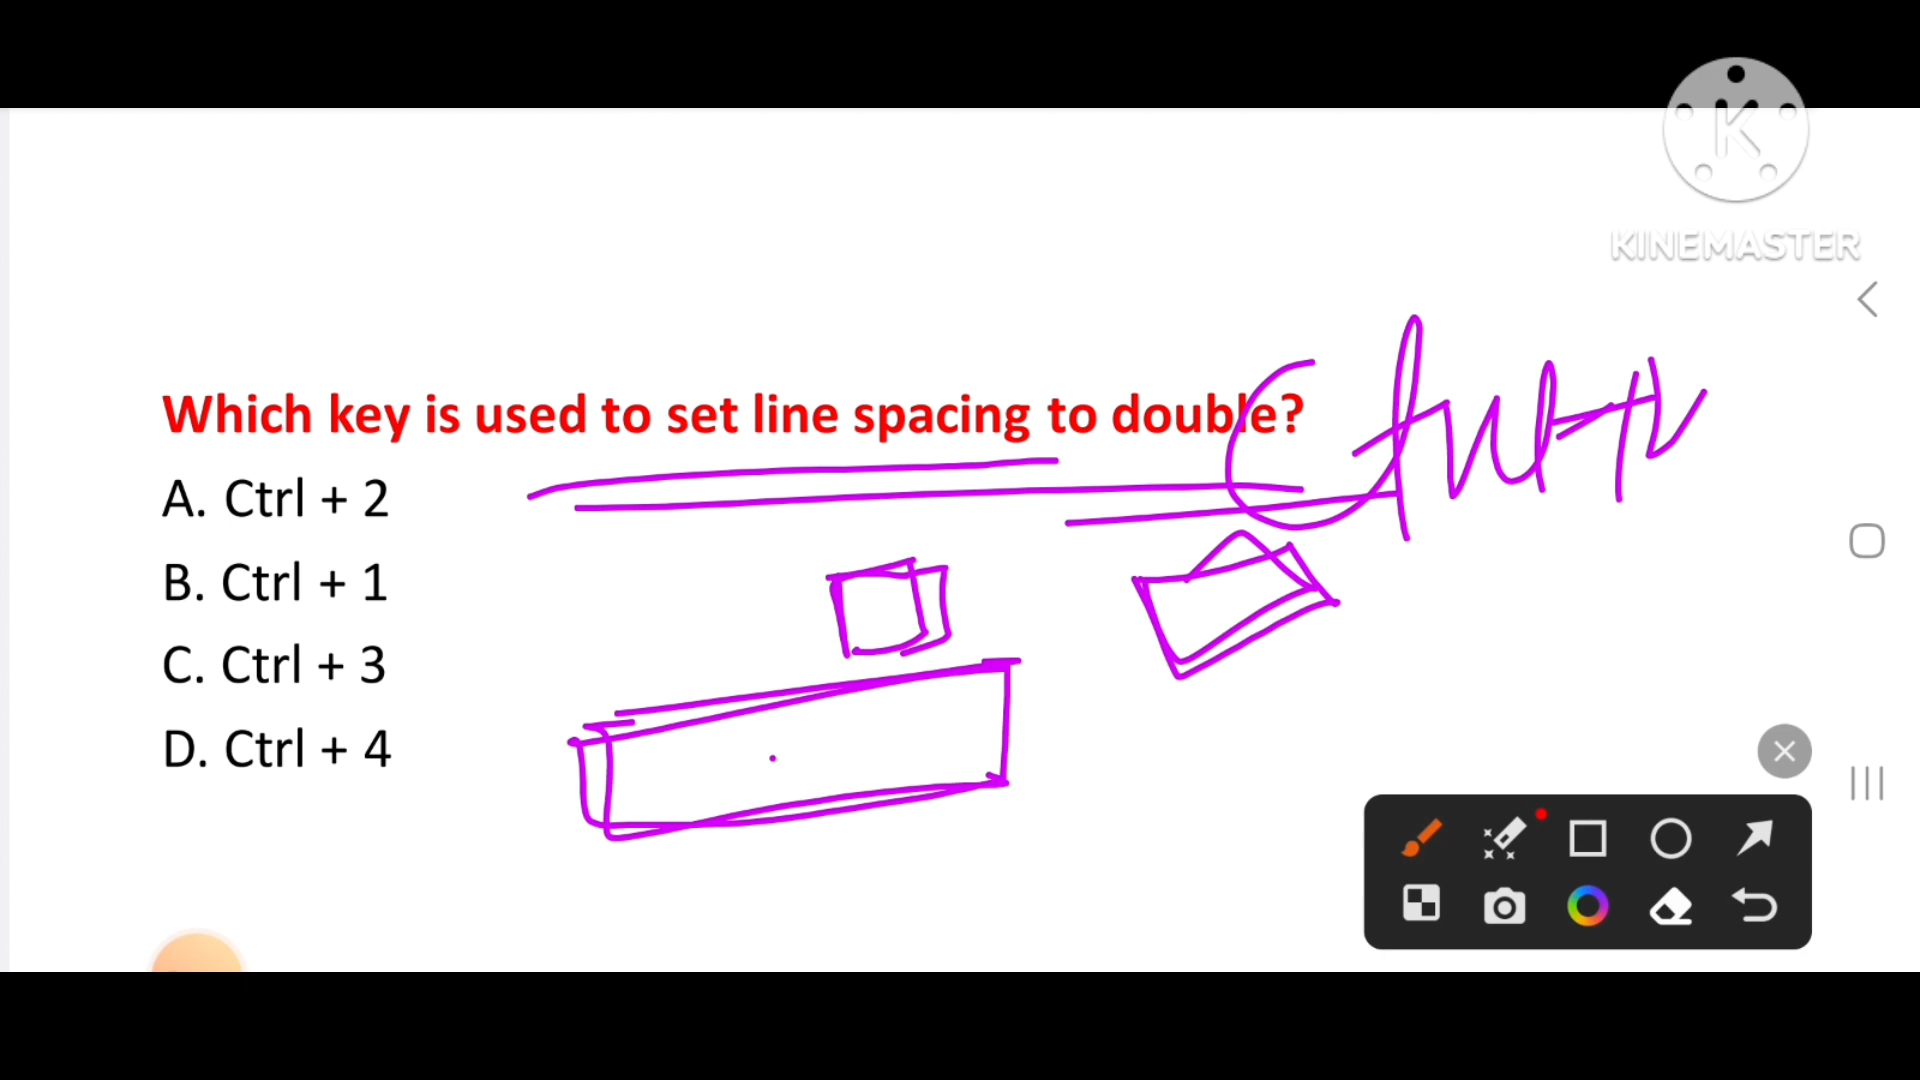 K
KINEMASTER
Which key is used to set line spacing to double?
A. Ctrl + 2
B. Ctrl + 1
C. Ctrl + 3
D. Ctrl + 4